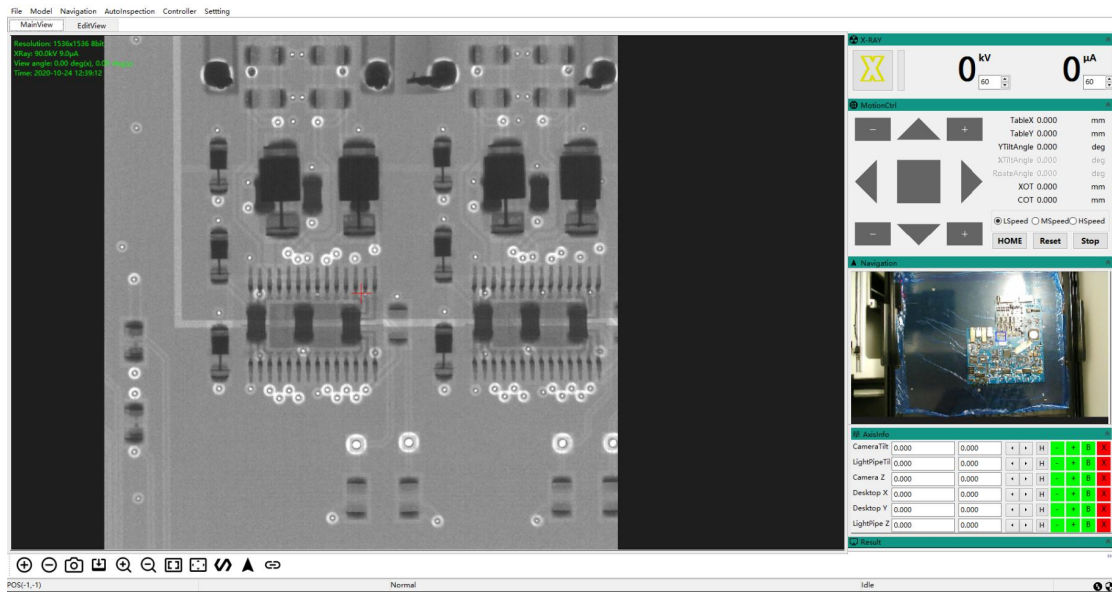 File Model Navigation AutoInspection Controller Settting
MainView EditView
Resolution: 1536x1536 8bit
XRay: 90.0kV 9.0μA
View angle: 0.00 deg(x), 0.00
Time: 2020-10-24 12:39:12
X-RAY
0 kV 60 0 μA 60
MotionCtrl
TableX 0.000 mm
TableY 0.000 mm
YTiltAngle 0.000 deg
XTiltAngle 0.000 deg
RoateAngle 0.000 deg
XOT 0.000 mm
COT 0.000 mm
LSpeed MSpeed HSpeed
HOME Reset Stop
Navigation
AxisInfo
CameraTilt 0.000 0.000 H - + B X
LightPipeTil 0.000 0.000 H - + B X
Camera Z 0.000 0.000 H - + B X
Desktop X 0.000 0.000 H - + B X
Desktop Y 0.000 0.000 H - + B X
LightPipe Z 0.000 0.000 H - + B X
Result
POS(-1,-1) Normal Idle